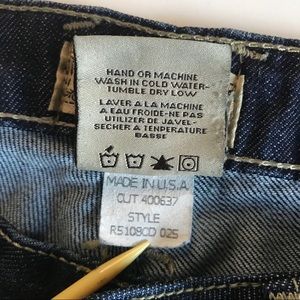 HAND OR MACHINE
WASH IN COLD WATER-
TUMBLE DRY LOW
LAVER A LA MACHINE
A EAU FROIDE-NE PAS
UTILIZER DE JAVEL-
SECHER A TENPERATURE
BASSE
MADE IN U.S.A.
CUT 400637
STYLE
R5108CD 025